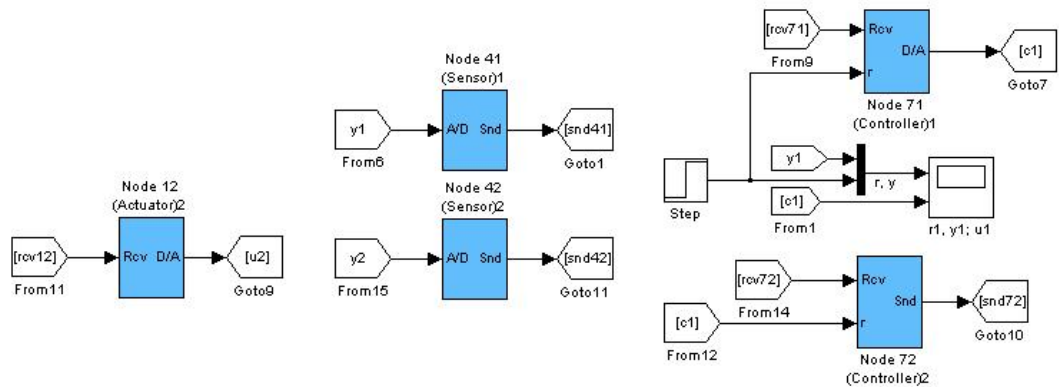 Node 12
(Actuator)2
[rcv12]
Rcv D/A
[u2]
From11
Goto9
Node 41
(Sensor)1
y1
A/D Snd
[snd41]
From6
Goto1
Node 42
(Sensor)2
y2
A/D Snd
[snd42]
From15
Goto11
[rcv71]
From9
Rcv
D/A
r
[c1]
Goto7
Node 71
(Controller)1
Step
y1
r, y
[c1]
From1
r1, y1; u1
[rcv72]
From14
Rcv
Snd
r
[snd72]
Goto10
[c1]
From12
Node 72
(Controller)2